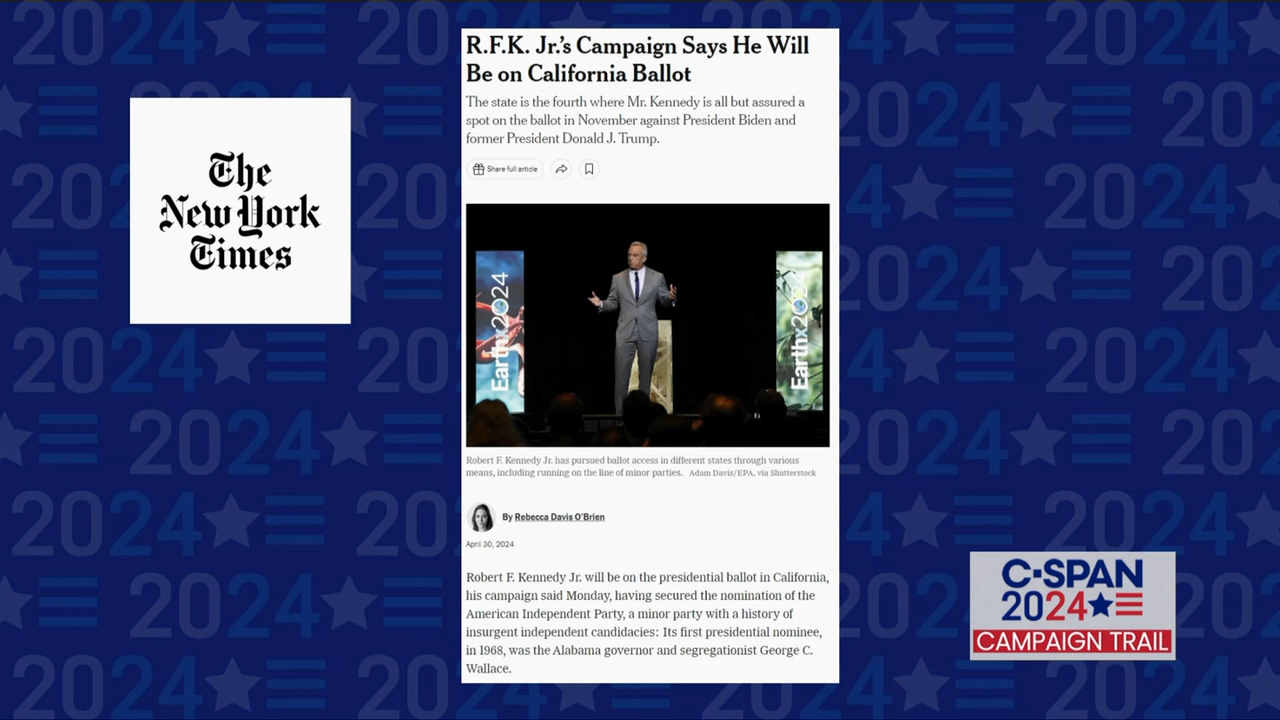 The
New York
Times
R.F.K. Jr.'s Campaign Says He Will
Be on California Ballot
The state is the fourth where Mr. Kennedy is all but assured a
spot on the ballot in November against President Biden and
former President Donald J. Trump.
Share full article
Earthx2024
Earthx2024
Robert F. Kennedy Jr. has pursued ballot access in different states through various
means, including running on the line of minor parties. Adam Davis/EPA, via Shutterstock
By Rebecca Davis O'Brien
April 30, 2024
Robert F. Kennedy Jr. will be on the presidential ballot in California,
his campaign said Monday, having secured the nomination of the
American Independent Party, a minor party with a history of
insurgent independent candidacies: Its first presidential nominee,
in 1968, was the Alabama governor and segregationist George C.
Wallace.
C-SPAN
2024
CAMPAIGN TRAIL